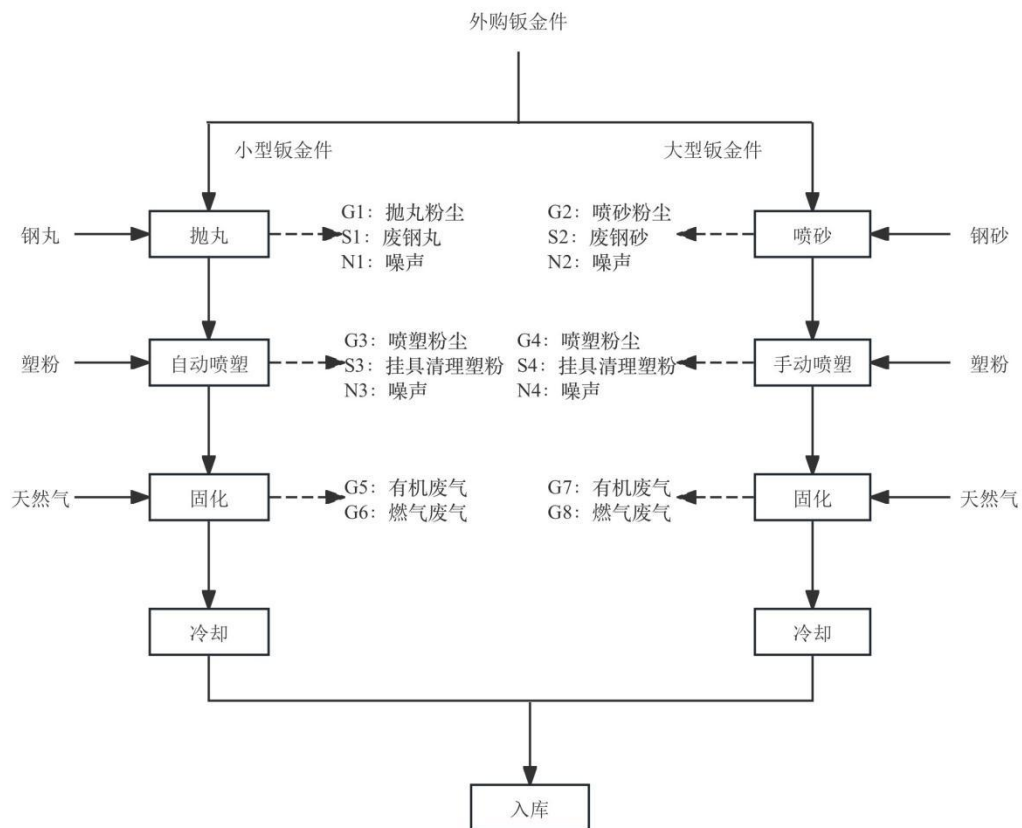 外购钣金件
小型钣金件
大型钣金件
钢丸
抛丸
G1：抛丸粉尘
S1：废钢丸
N1：噪声
G2：喷砂粉尘
S2：废钢砂
N2：噪声
喷砂
钢砂
塑粉
自动喷塑
G3：喷塑粉尘
S3：挂具清理塑粉
N3：噪声
G4：喷塑粉尘
S4：挂具清理塑粉
N4：噪声
手动喷塑
塑粉
天然气
固化
G5：有机废气
G6：燃气废气
G7：有机废气
G8：燃气废气
固化
天然气
冷却
冷却
入库